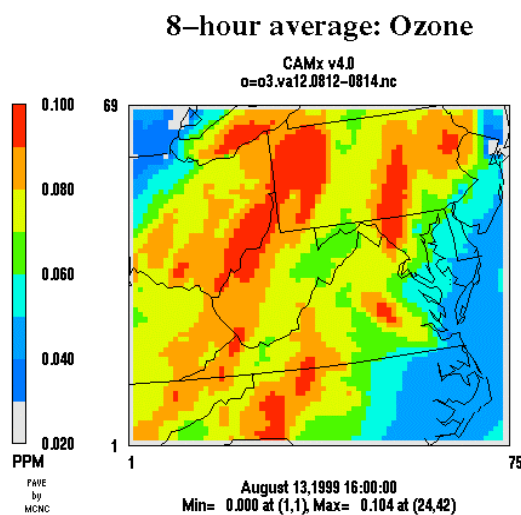 8-hour average: Ozone
CAMx v4.0
o=o3.va12.0812-0814.nc
0.100
0.080
0.060
0.040
0.020
PPM
PAVE
by
MCNC
69
1
1
75
August 13,1999 16:00:00
Min= 0.000 at (1,1), Max= 0.104 at (24,42)